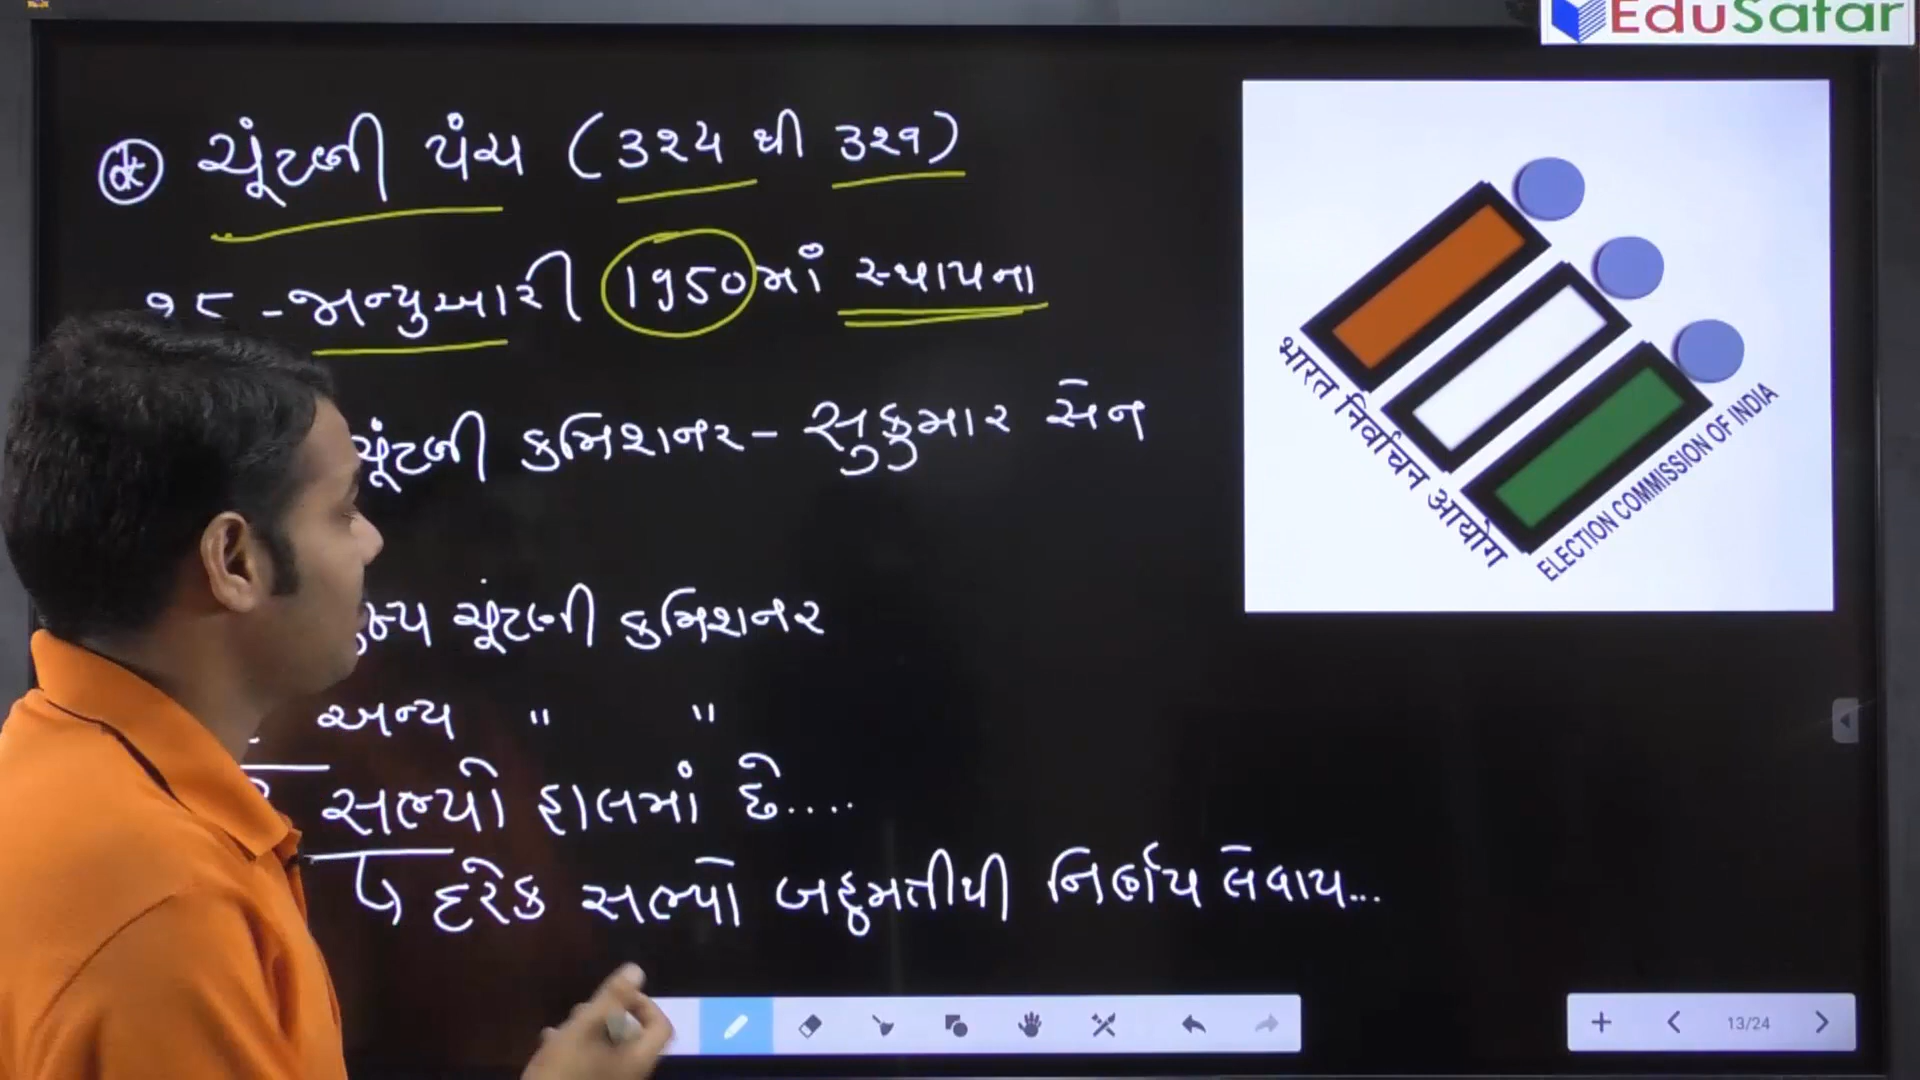 EduSafar
ચૂંટણી પંચ (૩૨૪ થી ૩૨૯)
-જાન્યુઆરી 1950માં સ્થાપના
ચૂંટણી કમિશનર - સુકુમાર સેન
ચૂંટણી કમિશનર
અન્ય " "
સભ્યો હાલમાં છે....
દરેક સભ્યો બહુમતીથી નિર્ણય લેવાય...
भारत निर्वाचन आयोग
ELECTION COMMISSION OF INDIA
13/24